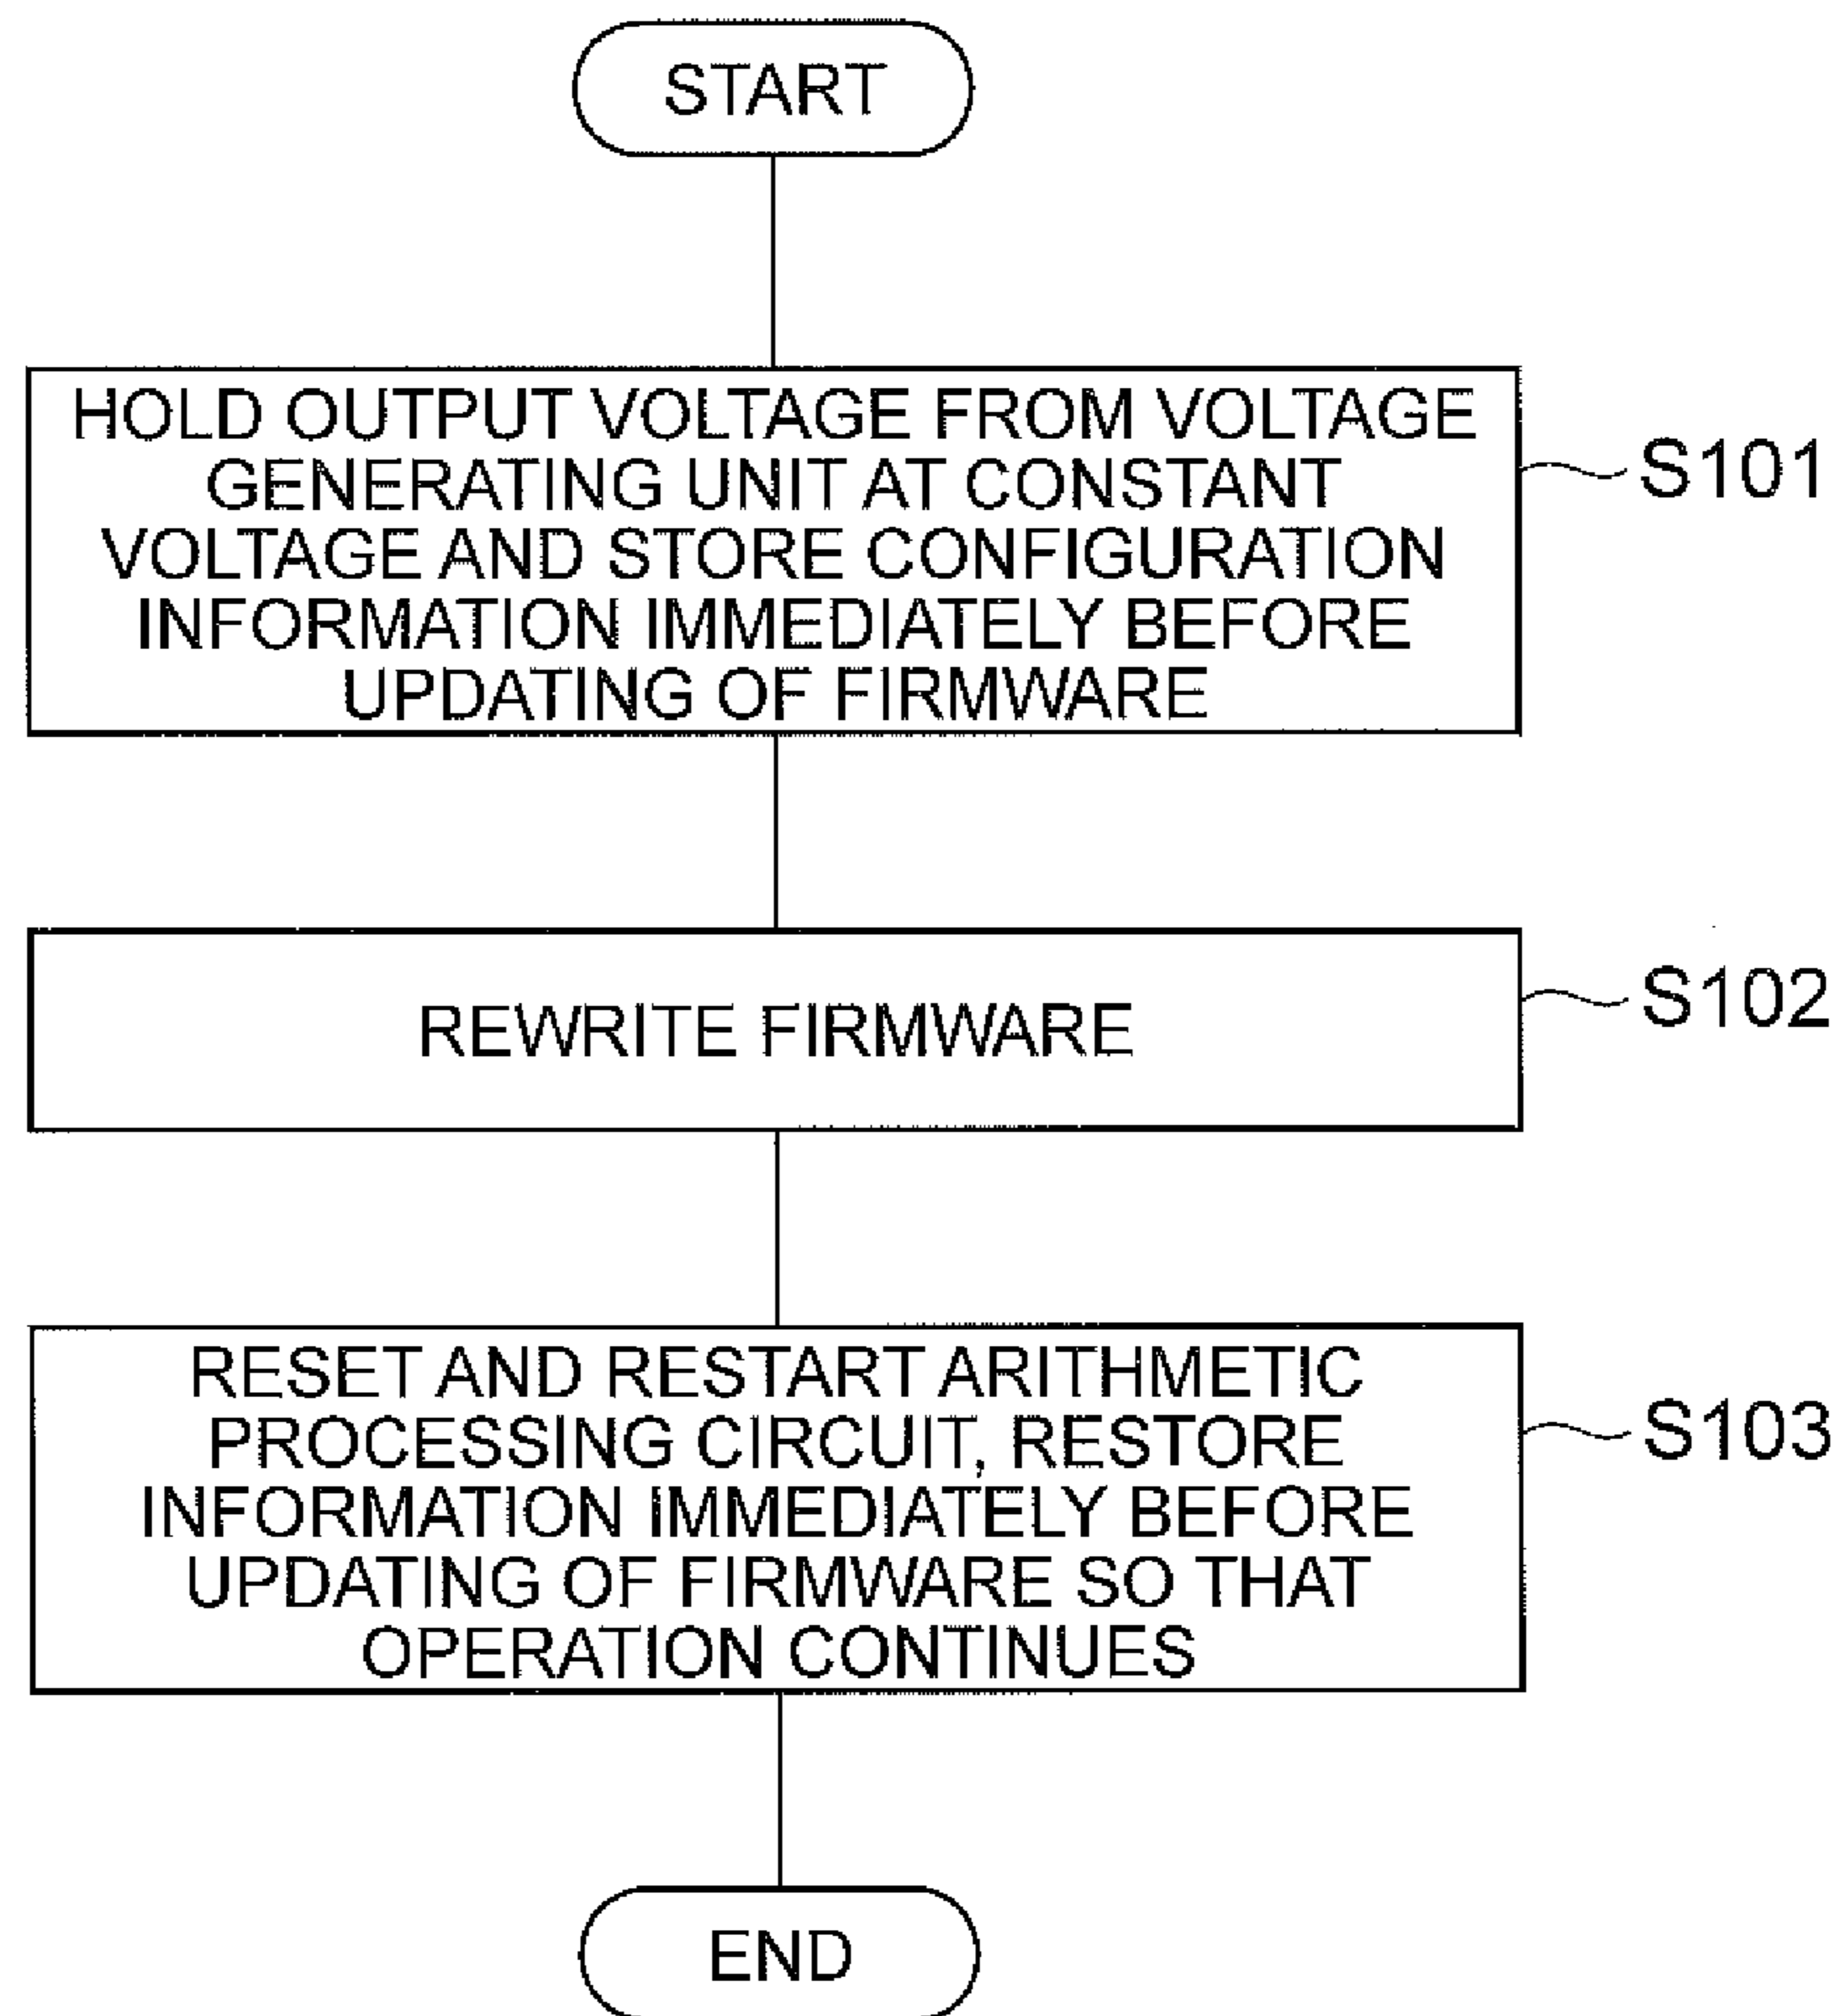 START
HOLD OUTPUT VOLTAGE FROM VOLTAGE
GENERATING UNIT AT CONSTANT
VOLTAGE AND STORE CONFIGURATION
INFORMATION IMMEDIATELY BEFORE
UPDATING OF FIRMWARE
S101
REWRITE FIRMWARE
S102
RESET AND RESTART ARITHMETIC
PROCESSING CIRCUIT, RESTORE
INFORMATION IMMEDIATELY BEFORE
UPDATING OF FIRMWARE SO THAT
OPERATION CONTINUES
S103
END